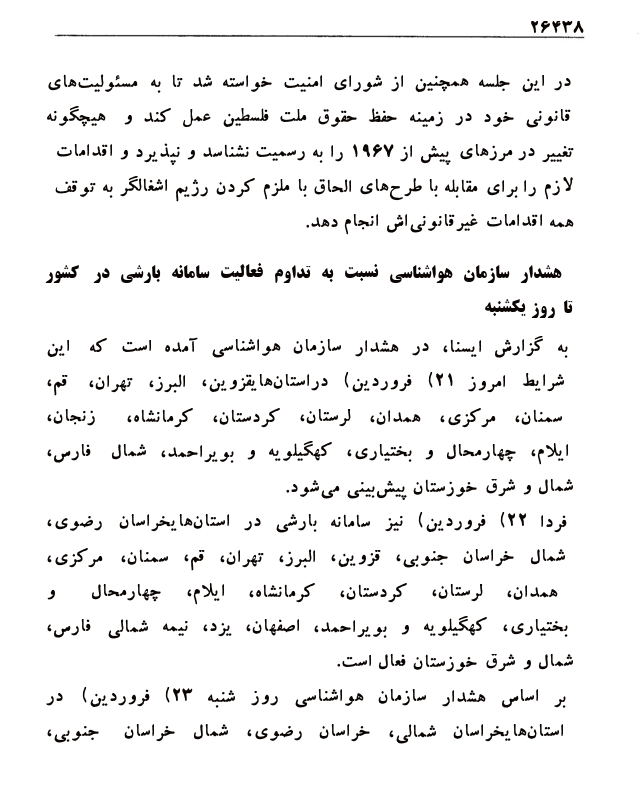 ۲۶۴۳۸
در این جلسه همچنین از شورای امنیت خواسته شد تا به مسئولیت‌های
قانونی خود در زمینه حفظ حقوق ملت فلسطین عمل کند و هیچگونه
تغییر در مرزهای پیش از ۱۹۶۷ را به رسمیت نشناسد و نپذیرد و اقدامات
لازم را برای مقابله با طرح‌های الحاق با ملزم کردن رژیم اشغالگر به توقف
همه اقدامات غیرقانونی‌اش انجام دهد.
هشدار سازمان هواشناسی نسبت به تداوم فعالیت سامانه بارشی در کشور
تا روز یکشنبه
به گزارش ایسنا، در هشدار سازمان هواشناسی آمده است که این
شرایط امروز ۲۱) فروردین) دراستان‌هایقزوین، البرز، تهران، قم،
سمنان، مرکزی، همدان، لرستان، کردستان، کرمانشاه، زنجان،
ایلام، چهارمحال و بختیاری، کهگیلویه و بویراحمد، شمال فارس،
شمال و شرق خوزستان پیش‌بینی می‌شود.
فردا ۲۲) فروردین) نیز سامانه بارشی در استان‌هایخراسان رضوی،
شمال خراسان جنوبی، قزوین، البرز، تهران، قم، سمنان، مرکزی،
همدان، لرستان، کردستان، کرمانشاه، ایلام، چهارمحال و
بختیاری، کهگیلویه و بویراحمد، اصفهان، یزد، نیمه شمالی فارس،
شمال و شرق خوزستان فعال است.
بر اساس هشدار سازمان هواشناسی روز شنبه ۲۳) فروردین) در
استان‌هایخراسان شمالی، خراسان رضوی، شمال خراسان جنوبی،